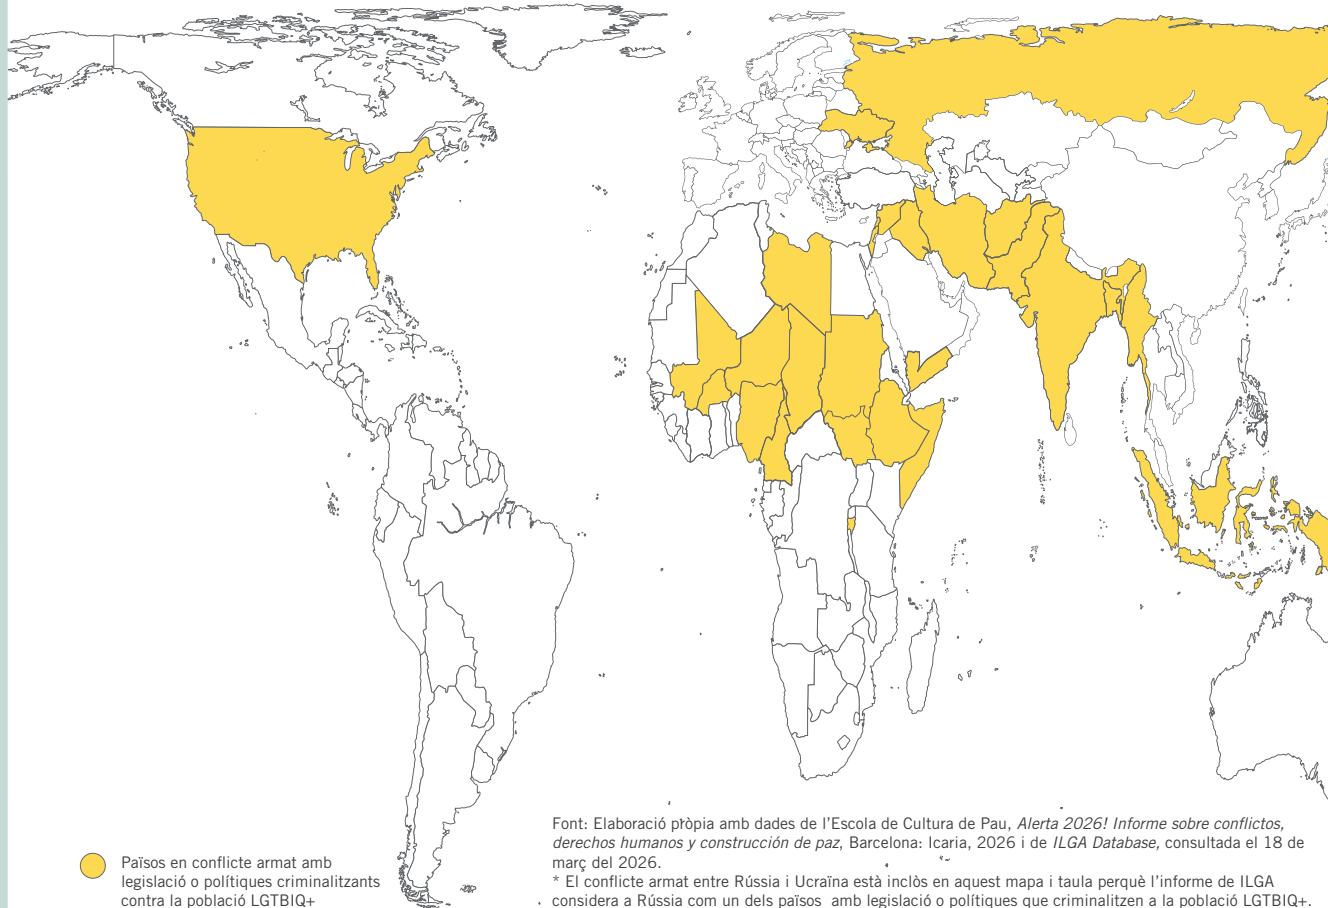 Font: Elaboració pròpia amb dades de l'Escola de Cultura de Pau, Alerta 2026! Informe sobre conflictos,
derechos humanos y construcción de paz, Barcelona: Icaria, 2026 i de ILGA Database, consultada el 18 de
març del 2026.
* El conflicte armat entre Rússia i Ucraïna està inclòs en aquest mapa i taula perquè l'informe de ILGA
considera a Rússia com un dels països amb legislació o polítiques que criminalitzen a la població LGTBIQ+.
Països en conflicte armat amb
legislació o polítiques criminalitzants
contra la població LGTBIQ+